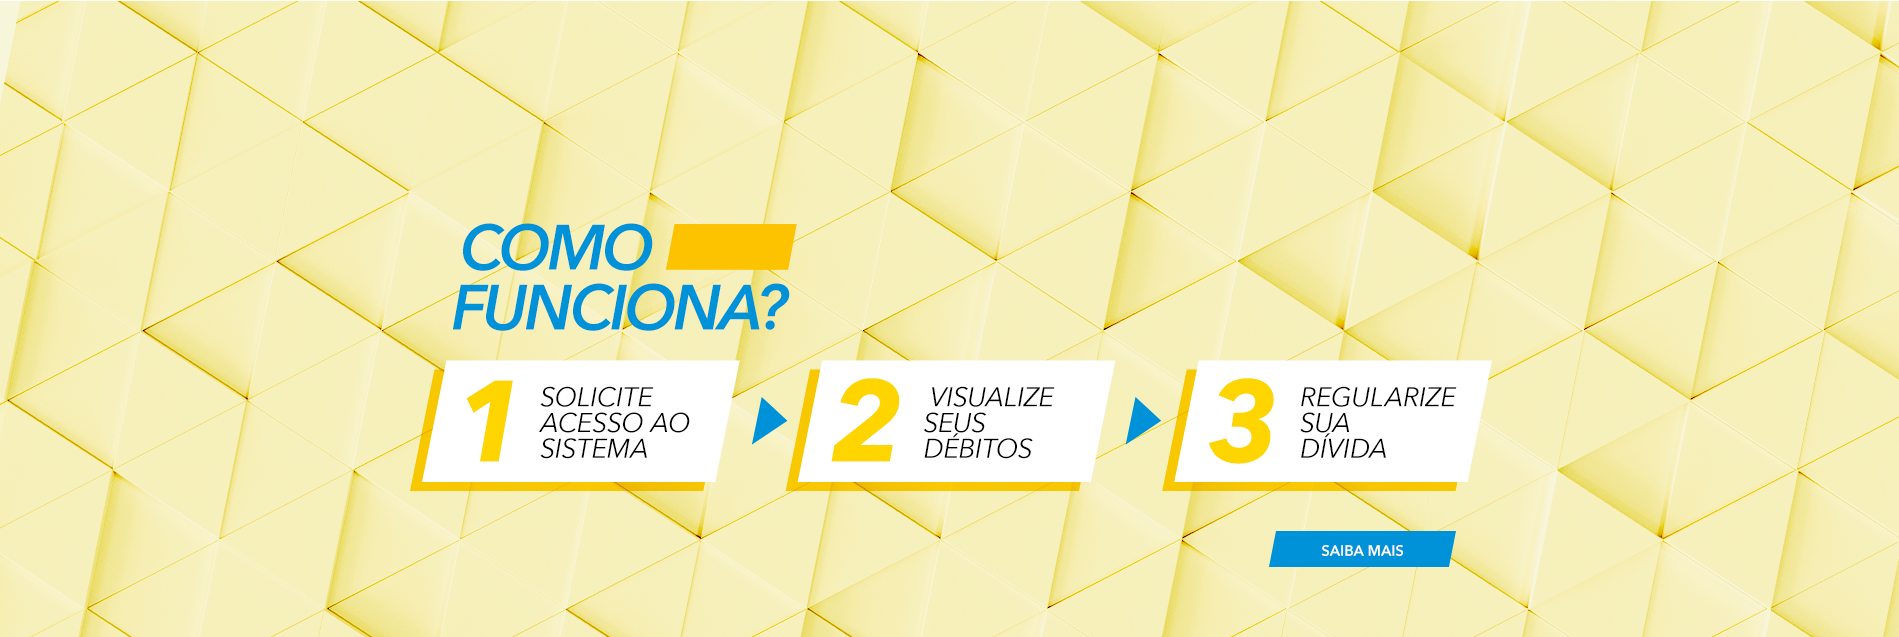 COMO
FUNCIONA?
1
SOLICITE
ACESSO AO
SISTEMA
2
VISUALIZE
SEUS
DÉBITOS
3
REGULARIZE
SUA
DÍVIDA
SAIBA MAIS